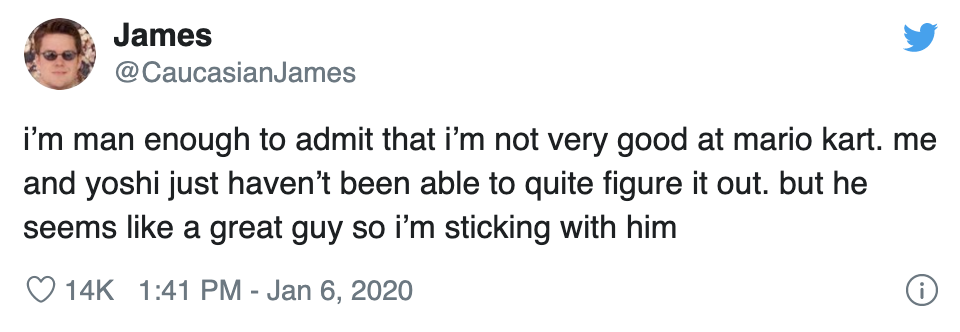 James
@CaucasianJames
i’m man enough to admit that i’m not very good at mario kart. me
and yoshi just haven’t been able to quite figure it out. but he
seems like a great guy so i’m sticking with him
14K 1:41 PM - Jan 6, 2020